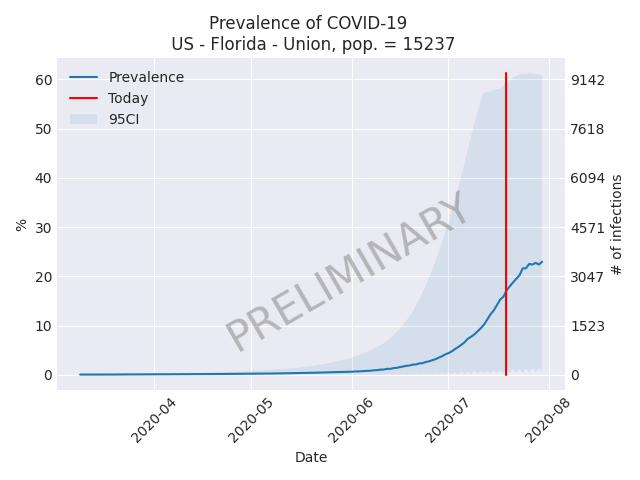 Prevalence of COVID-19
US - Florida - Union, pop. = 15237
Prevalence
Today
95CI
60
50
40
30
20
10
0
%
9142
7618
6094
4571
3047
1523
0
# of infections
PRELIMINARY
2020-04
2020-05
2020-06
2020-07
2020-08
Date